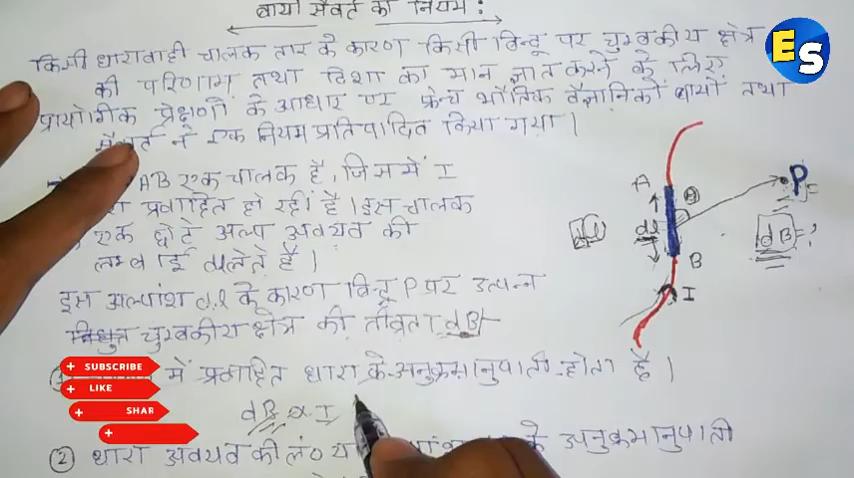 बायो सैवर्ट का नियम :
किसी धारावाही चालक तार के कारण किसी बिन्दू पर चुम्बकीय क्षेत्र
की परिणाम तथा दिशा का मान ज्ञात करने के लिए
प्रायोगीक प्रेक्षणों के आधार पर फ्रेन्च भौतिक वैज्ञानिकों बायों तथा
सैवर्ट ने एक नियम प्रतिपादित किया गया |
AB एक चालक है, जिसमें I
प्रवाहित हो रहीं है | इस चालक
एक छोटे अल्प अवयव की
लम्बाई dl लेते है |
इस अल्पांश dl के कारण बिन्दू P पर उत्पन्न
चुम्बकीय क्षेत्र की तीव्रता dB
में प्रवाहित धारा के अनुक्रमानुपाती होता है |
dB ∝ I
(2) धारा अवयव की लं० य के अनुक्रमानुपाती
A
θ
P
dl
dB = ?
B
I
ES
SUBSCRIBE
LIKE
SHAR